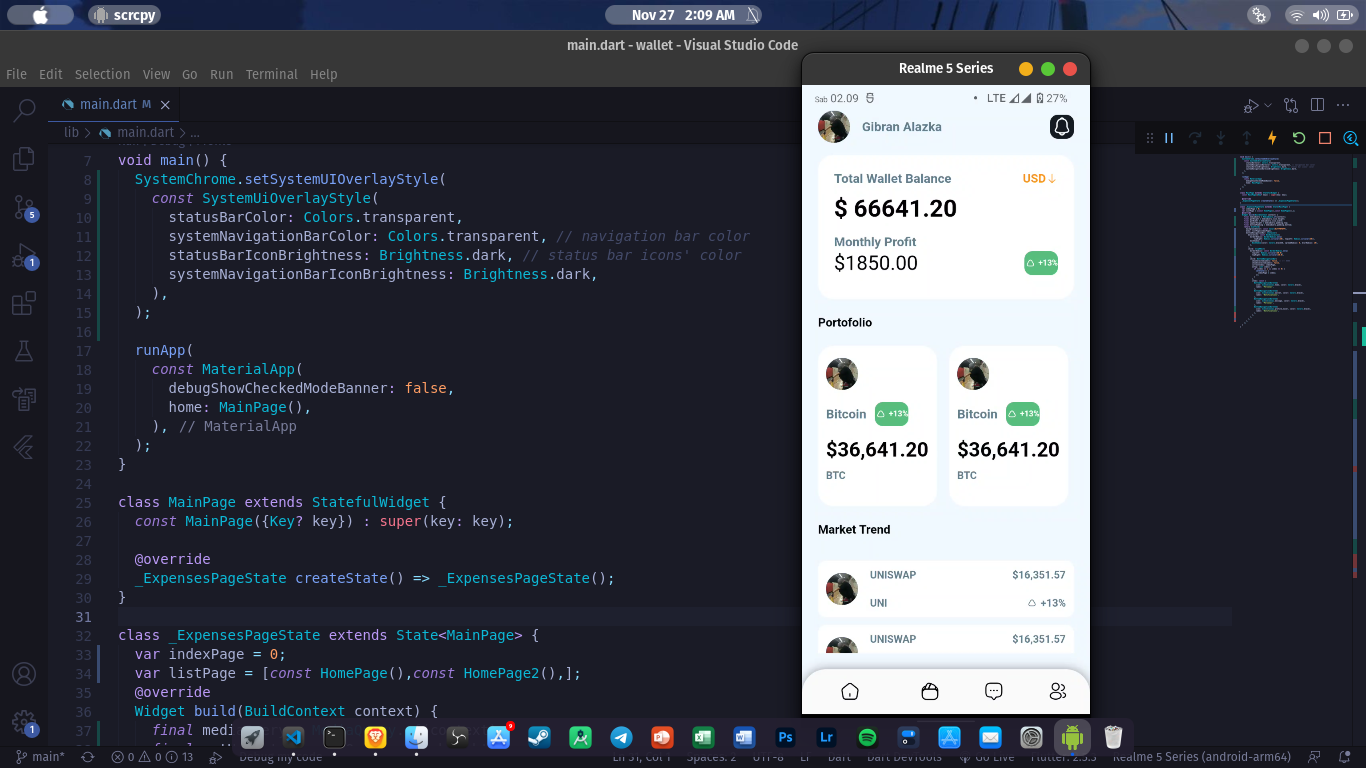 scrcpy
Nov 27 2:09 AM
main.dart - wallet - Visual Studio Code
File Edit Selection View Go Run Terminal Help
main.dart M
lib > main.dart > ...
7 void main() {
8 SystemChrome.setSystemUIOverlayStyle(
9 const SystemUiOverlayStyle(
10 statusBarColor: Colors.transparent,
11 systemNavigationBarColor: Colors.transparent, // navigation bar color
12 statusBarIconBrightness: Brightness.dark, // status bar icons' color
13 systemNavigationBarIconBrightness: Brightness.dark,
14 ),
15 );
16
17 runApp(
18 const MaterialApp(
19 debugShowCheckedModeBanner: false,
20 home: MainPage(),
21 ), // MaterialApp
22 );
23 }
24
25 class MainPage extends StatefulWidget {
26 const MainPage({Key? key}) : super(key: key);
27
28 @override
29 _ExpensesPageState createState() => _ExpensesPageState();
30 }
31
32 class _ExpensesPageState extends State<MainPage> {
33 var indexPage = 0;
34 var listPage = [const HomePage(),const HomePage2(),];
35 @override
36 Widget build(BuildContext context) {
37 final medi
5
1
1
Realme 5 Series
Sab 02.09
LTE 27%
Gibran Alazka
Total Wallet Balance USD↓
$ 66641.20
Monthly Profit
$1850.00 +13%
Portofolio
Bitcoin +13%
$36,641.20
BTC
Bitcoin +13%
$36,641.20
BTC
Market Trend
UNISWAP $16,351.57
UNI +13%
UNISWAP $16,351.57
9
W
Ps
Lr
main* 0 0 13 Debug my code
Ln 31, Col 1 Spaces: 2 UTF-8 LF Dart Dart DevTools Go Live Flutter: 2.5.3 Realme 5 Series (android-arm64)